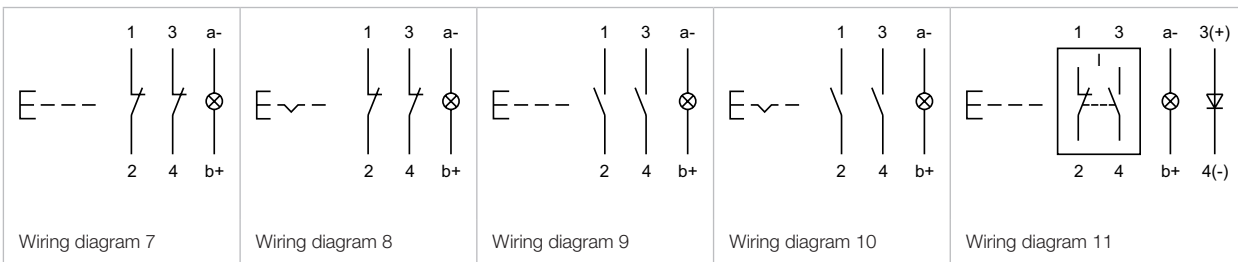 1 3 a- 1 3 a- 1 3 a- 1 3 a- 1 3 a- 3(+)
2 4 b+ 2 4 b+ 2 4 b+ 2 4 b+ 2 4 b+ 4(-)
Wiring diagram 7 Wiring diagram 8 Wiring diagram 9 Wiring diagram 10 Wiring diagram 11